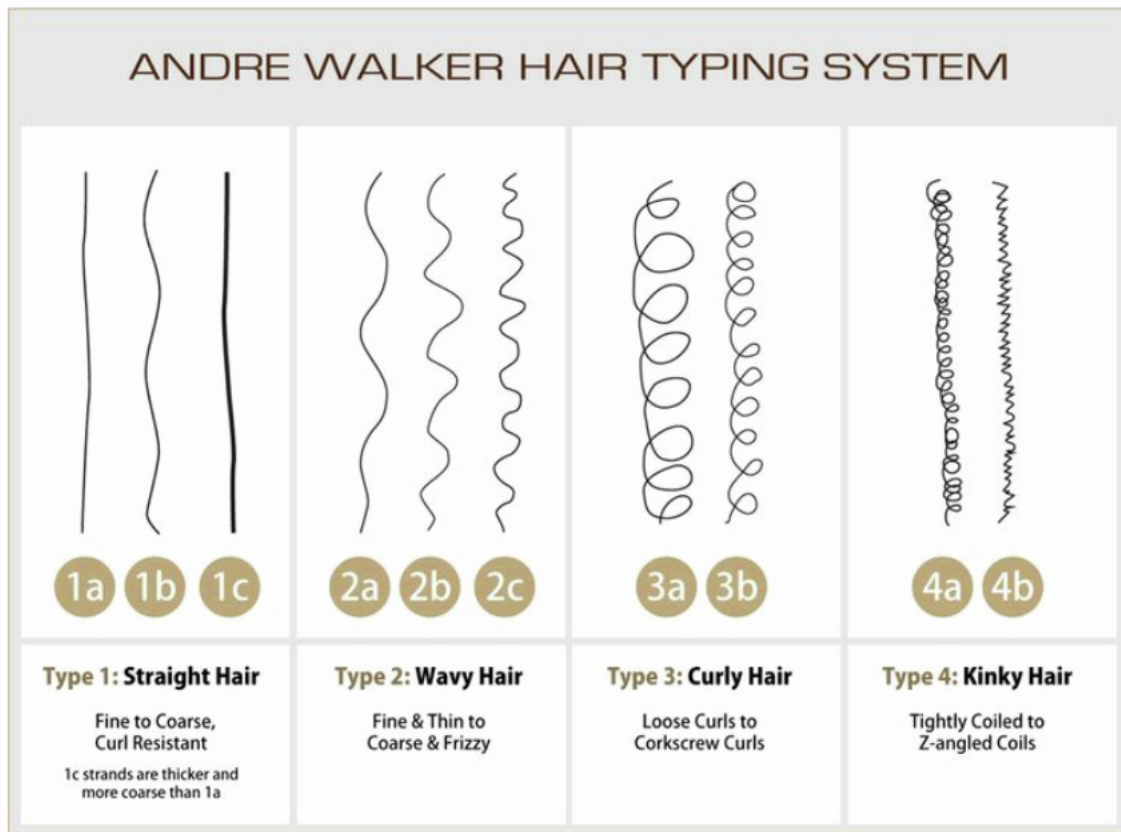 ANDRE WALKER HAIR TYPING SYSTEM
1a 1b 1c
2a 2b 2c
3a 3b
4a 4b
Type 1: Straight Hair
Fine to Coarse,
Curl Resistant
1c strands are thicker and
more coarse than 1a
Type 2: Wavy Hair
Fine & Thin to
Coarse & Frizzy
Type 3: Curly Hair
Loose Curls to
Corkscrew Curls
Type 4: Kinky Hair
Tightly Coiled to
Z-angled Coils